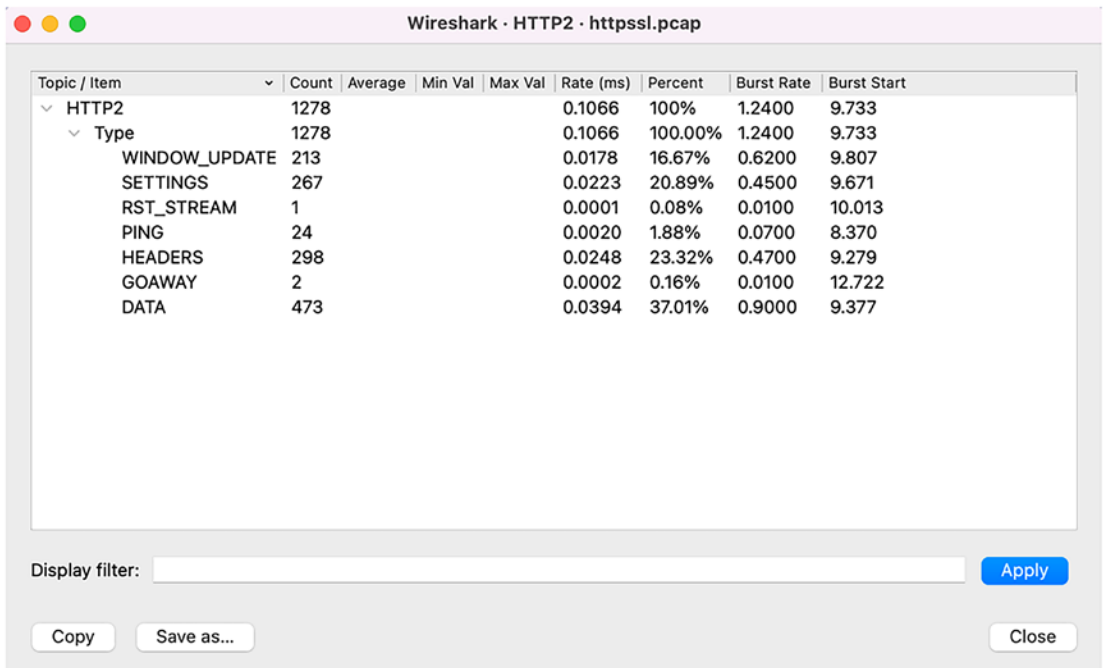 Wireshark · HTTP2 · httpssl.pcap
Topic / Item Count Average Min Val Max Val Rate (ms) Percent Burst Rate Burst Start
HTTP2 1278 0.1066 100% 1.2400 9.733
Type 1278 0.1066 100.00% 1.2400 9.733
WINDOW_UPDATE 213 0.0178 16.67% 0.6200 9.807
SETTINGS 267 0.0223 20.89% 0.4500 9.671
RST_STREAM 1 0.0001 0.08% 0.0100 10.013
PING 24 0.0020 1.88% 0.0700 8.370
HEADERS 298 0.0248 23.32% 0.4700 9.279
GOAWAY 2 0.0002 0.16% 0.0100 12.722
DATA 473 0.0394 37.01% 0.9000 9.377
Display filter: Apply
Copy Save as... Close